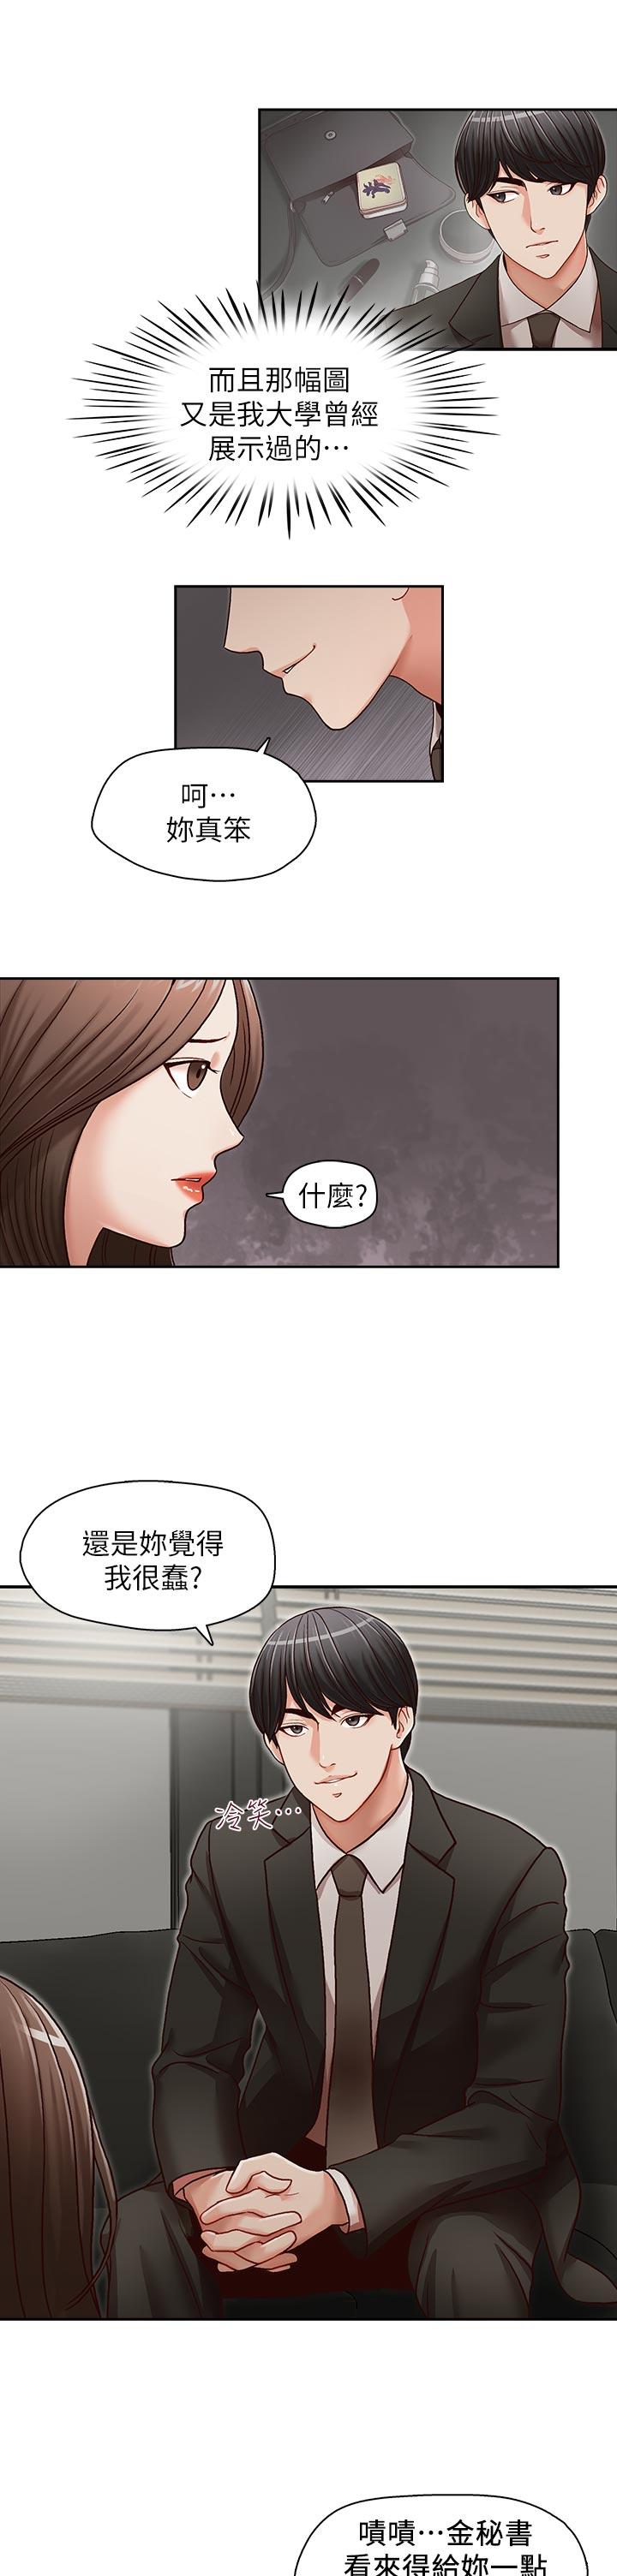 而且那幅圖
又是我大學曾經
展示過的…
呵…
妳真笨
什麼?
還是妳覺得
我很蠢?
冷笑…
嘖嘖…金秘書
看來得給妳一點